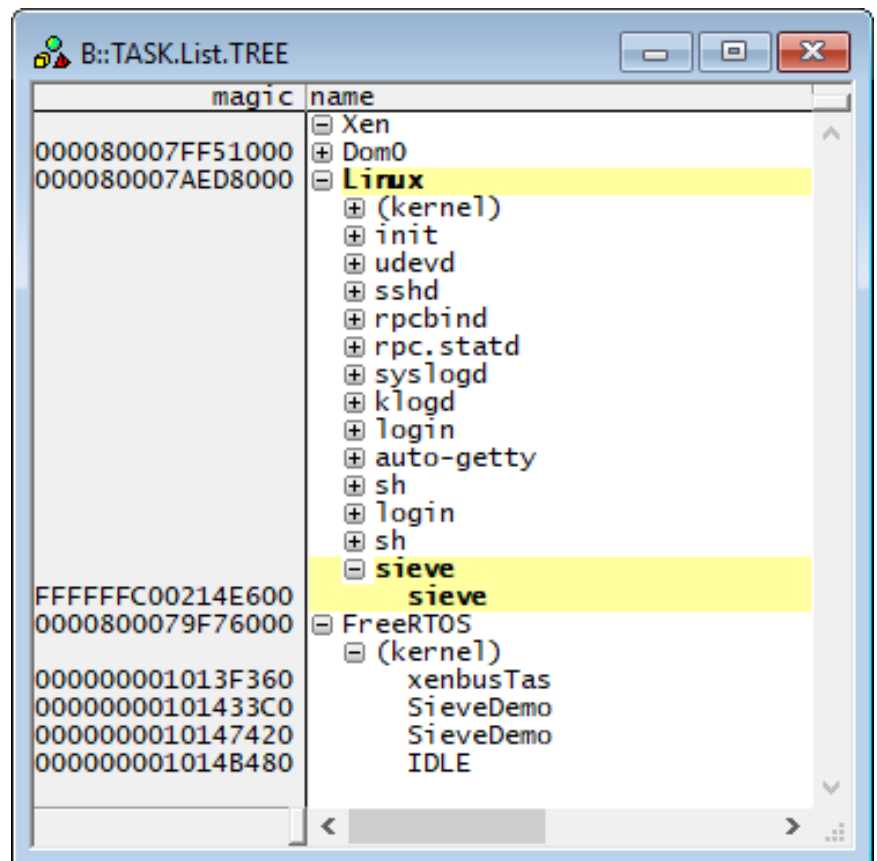 B::TASK.List.TREE
magic name
Xen
000080007FF51000 Dom0
000080007AED8000 Linux
(kernel)
init
udevd
sshd
rpcbind
rpc.statd
syslogd
klogd
login
auto-getty
sh
login
sh
sieve
FFFFFFC00214E600 sieve
0000800079F76000 FreeRTOS
(kernel)
000000001013F360 xenbusTas
00000000101433C0 SieveDemo
0000000010147420 SieveDemo
000000001014B480 IDLE